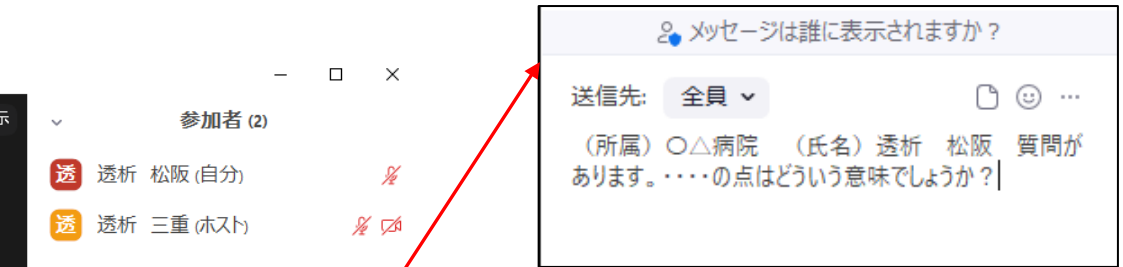 示
参加者 (2)
透 透析 松阪 (自分)
透 透析 三重 (ホスト)
メッセージは誰に表示されますか？
送信先: 全員
（所属）〇△病院　（氏名）透析　松阪　質問が
あります。・・・・の点はどういう意味でしょうか？